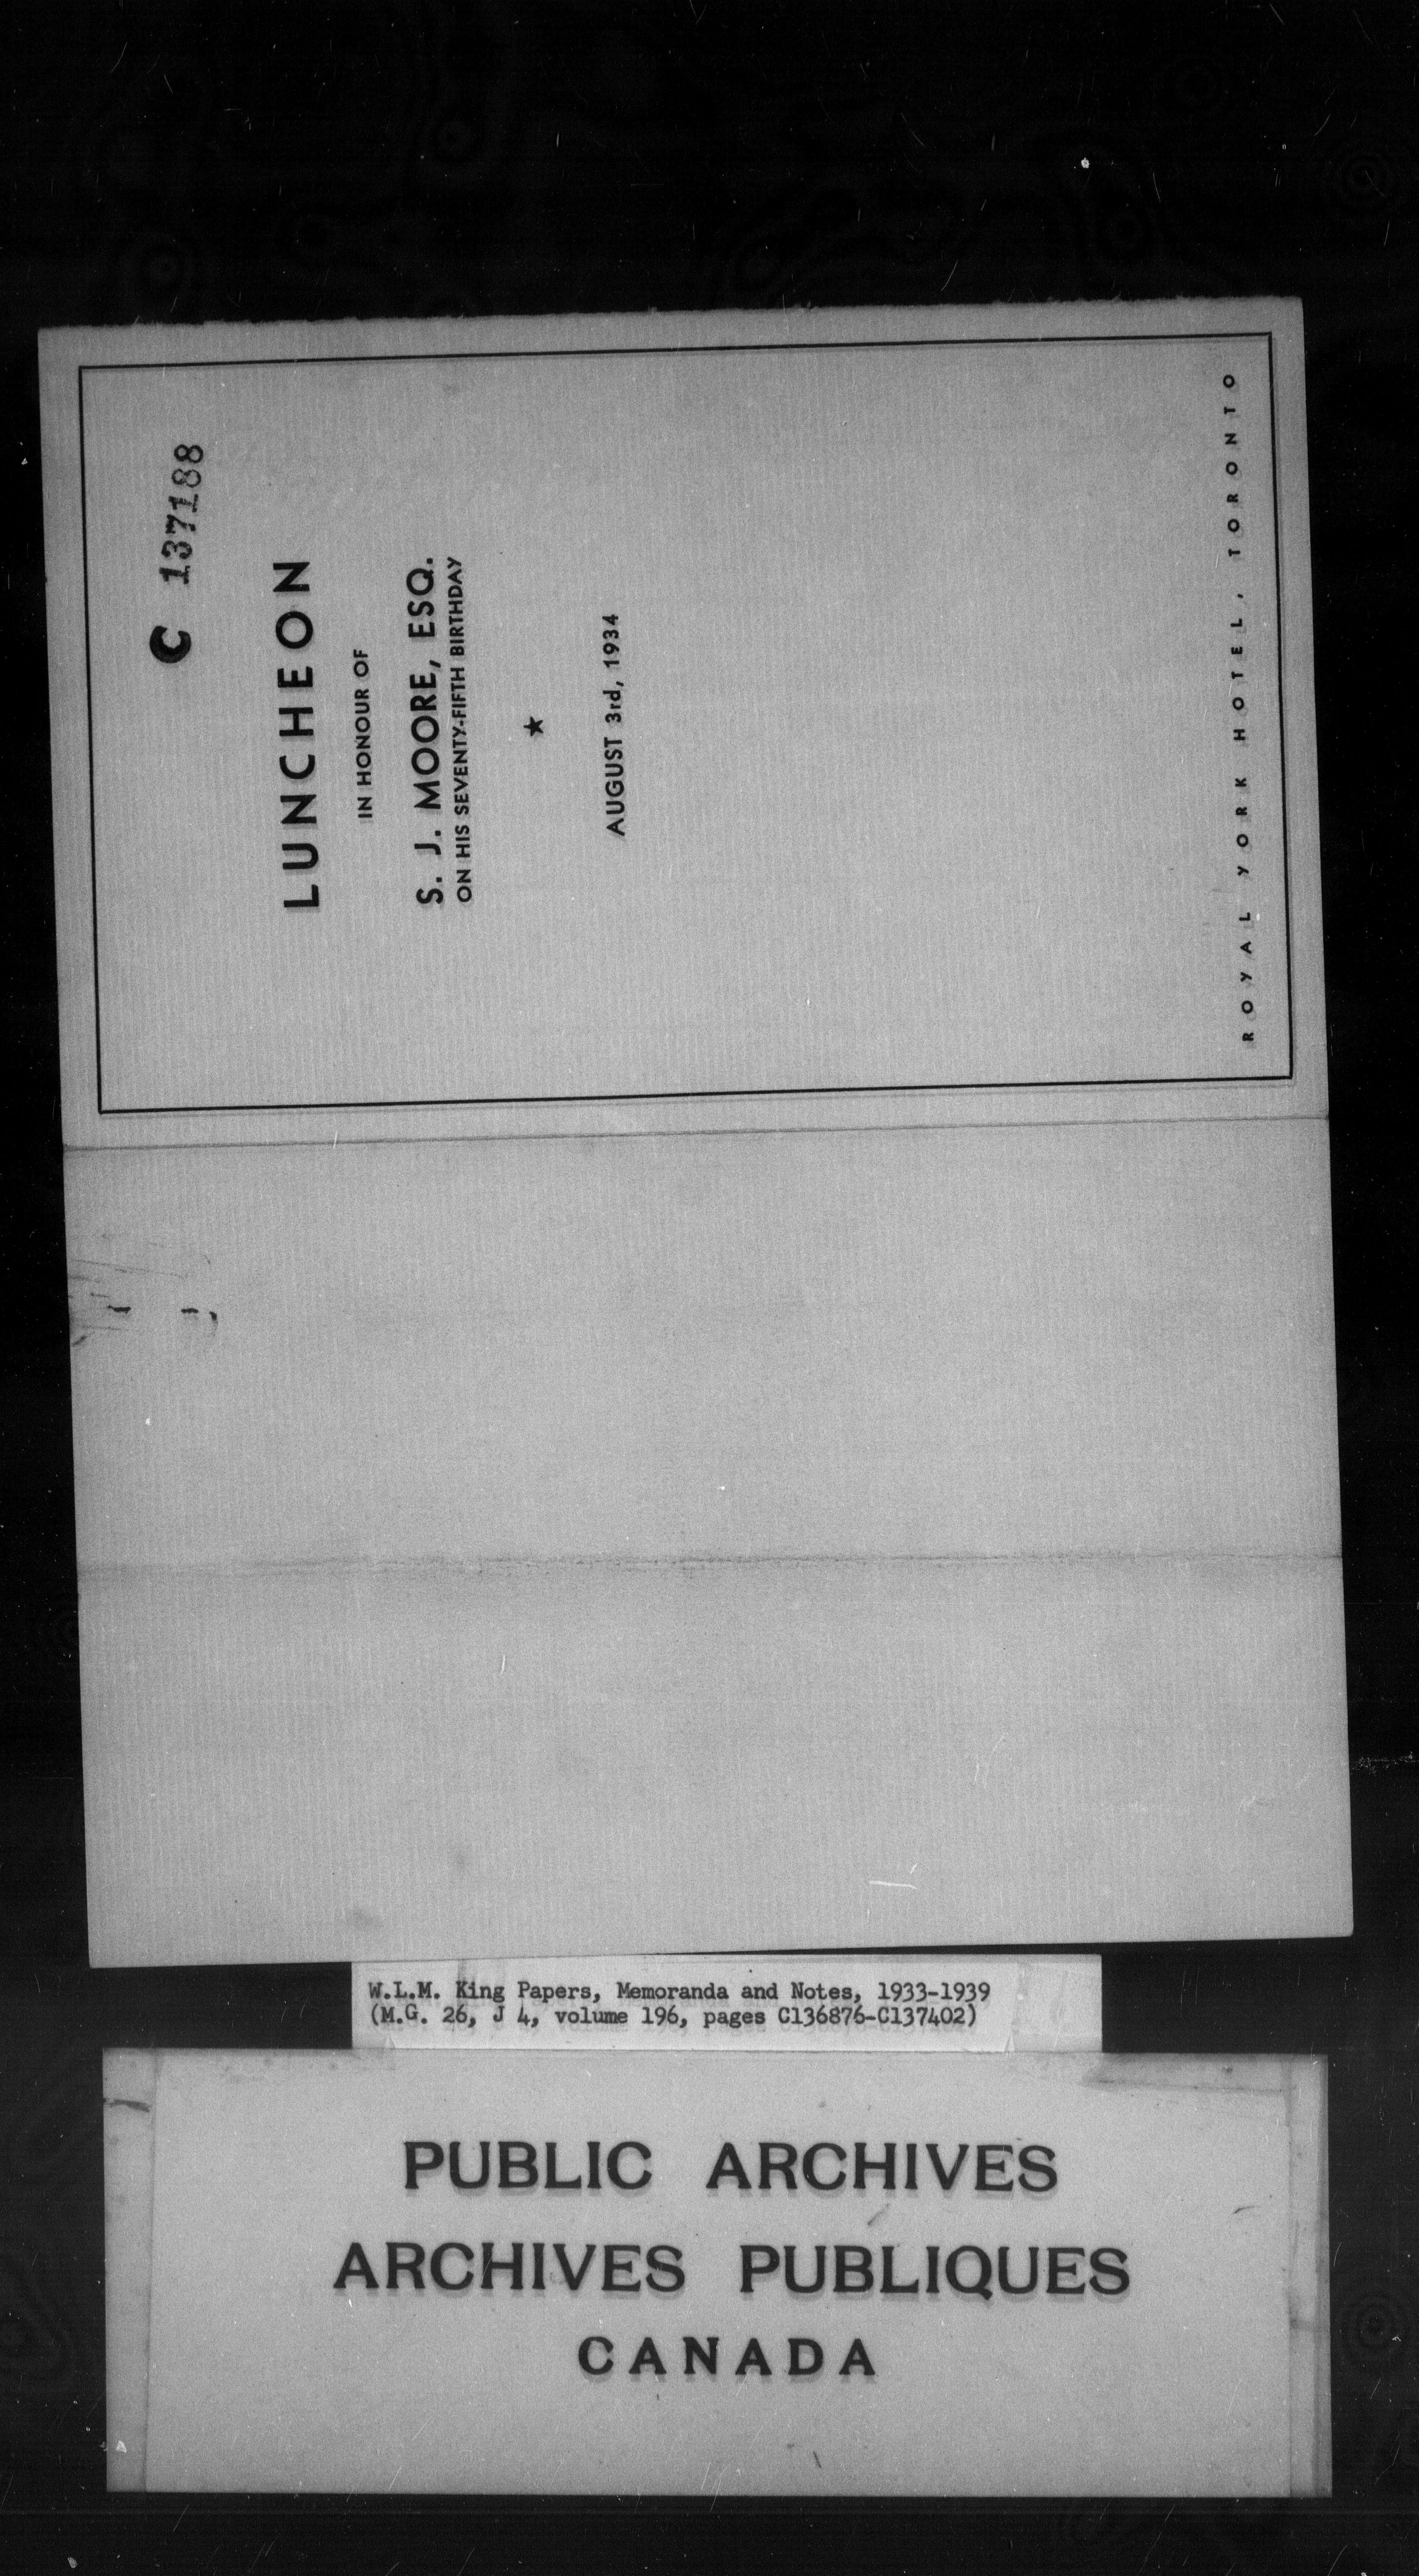 C 137188
LUNCHEON
IN HONOUR OF
S. J. MOORE, ESQ.
ON HIS SEVENTY-FIFTH BIRTHDAY
★
AUGUST 3rd, 1934
ROYAL YORK HOTEL, TORONTO
W.L.M. King Papers, Memoranda and Notes, 1933-1939
(M.G. 26, J 4, volume 196, pages C136876-C137402)
PUBLIC ARCHIVES
ARCHIVES PUBLIQUES
CANADA